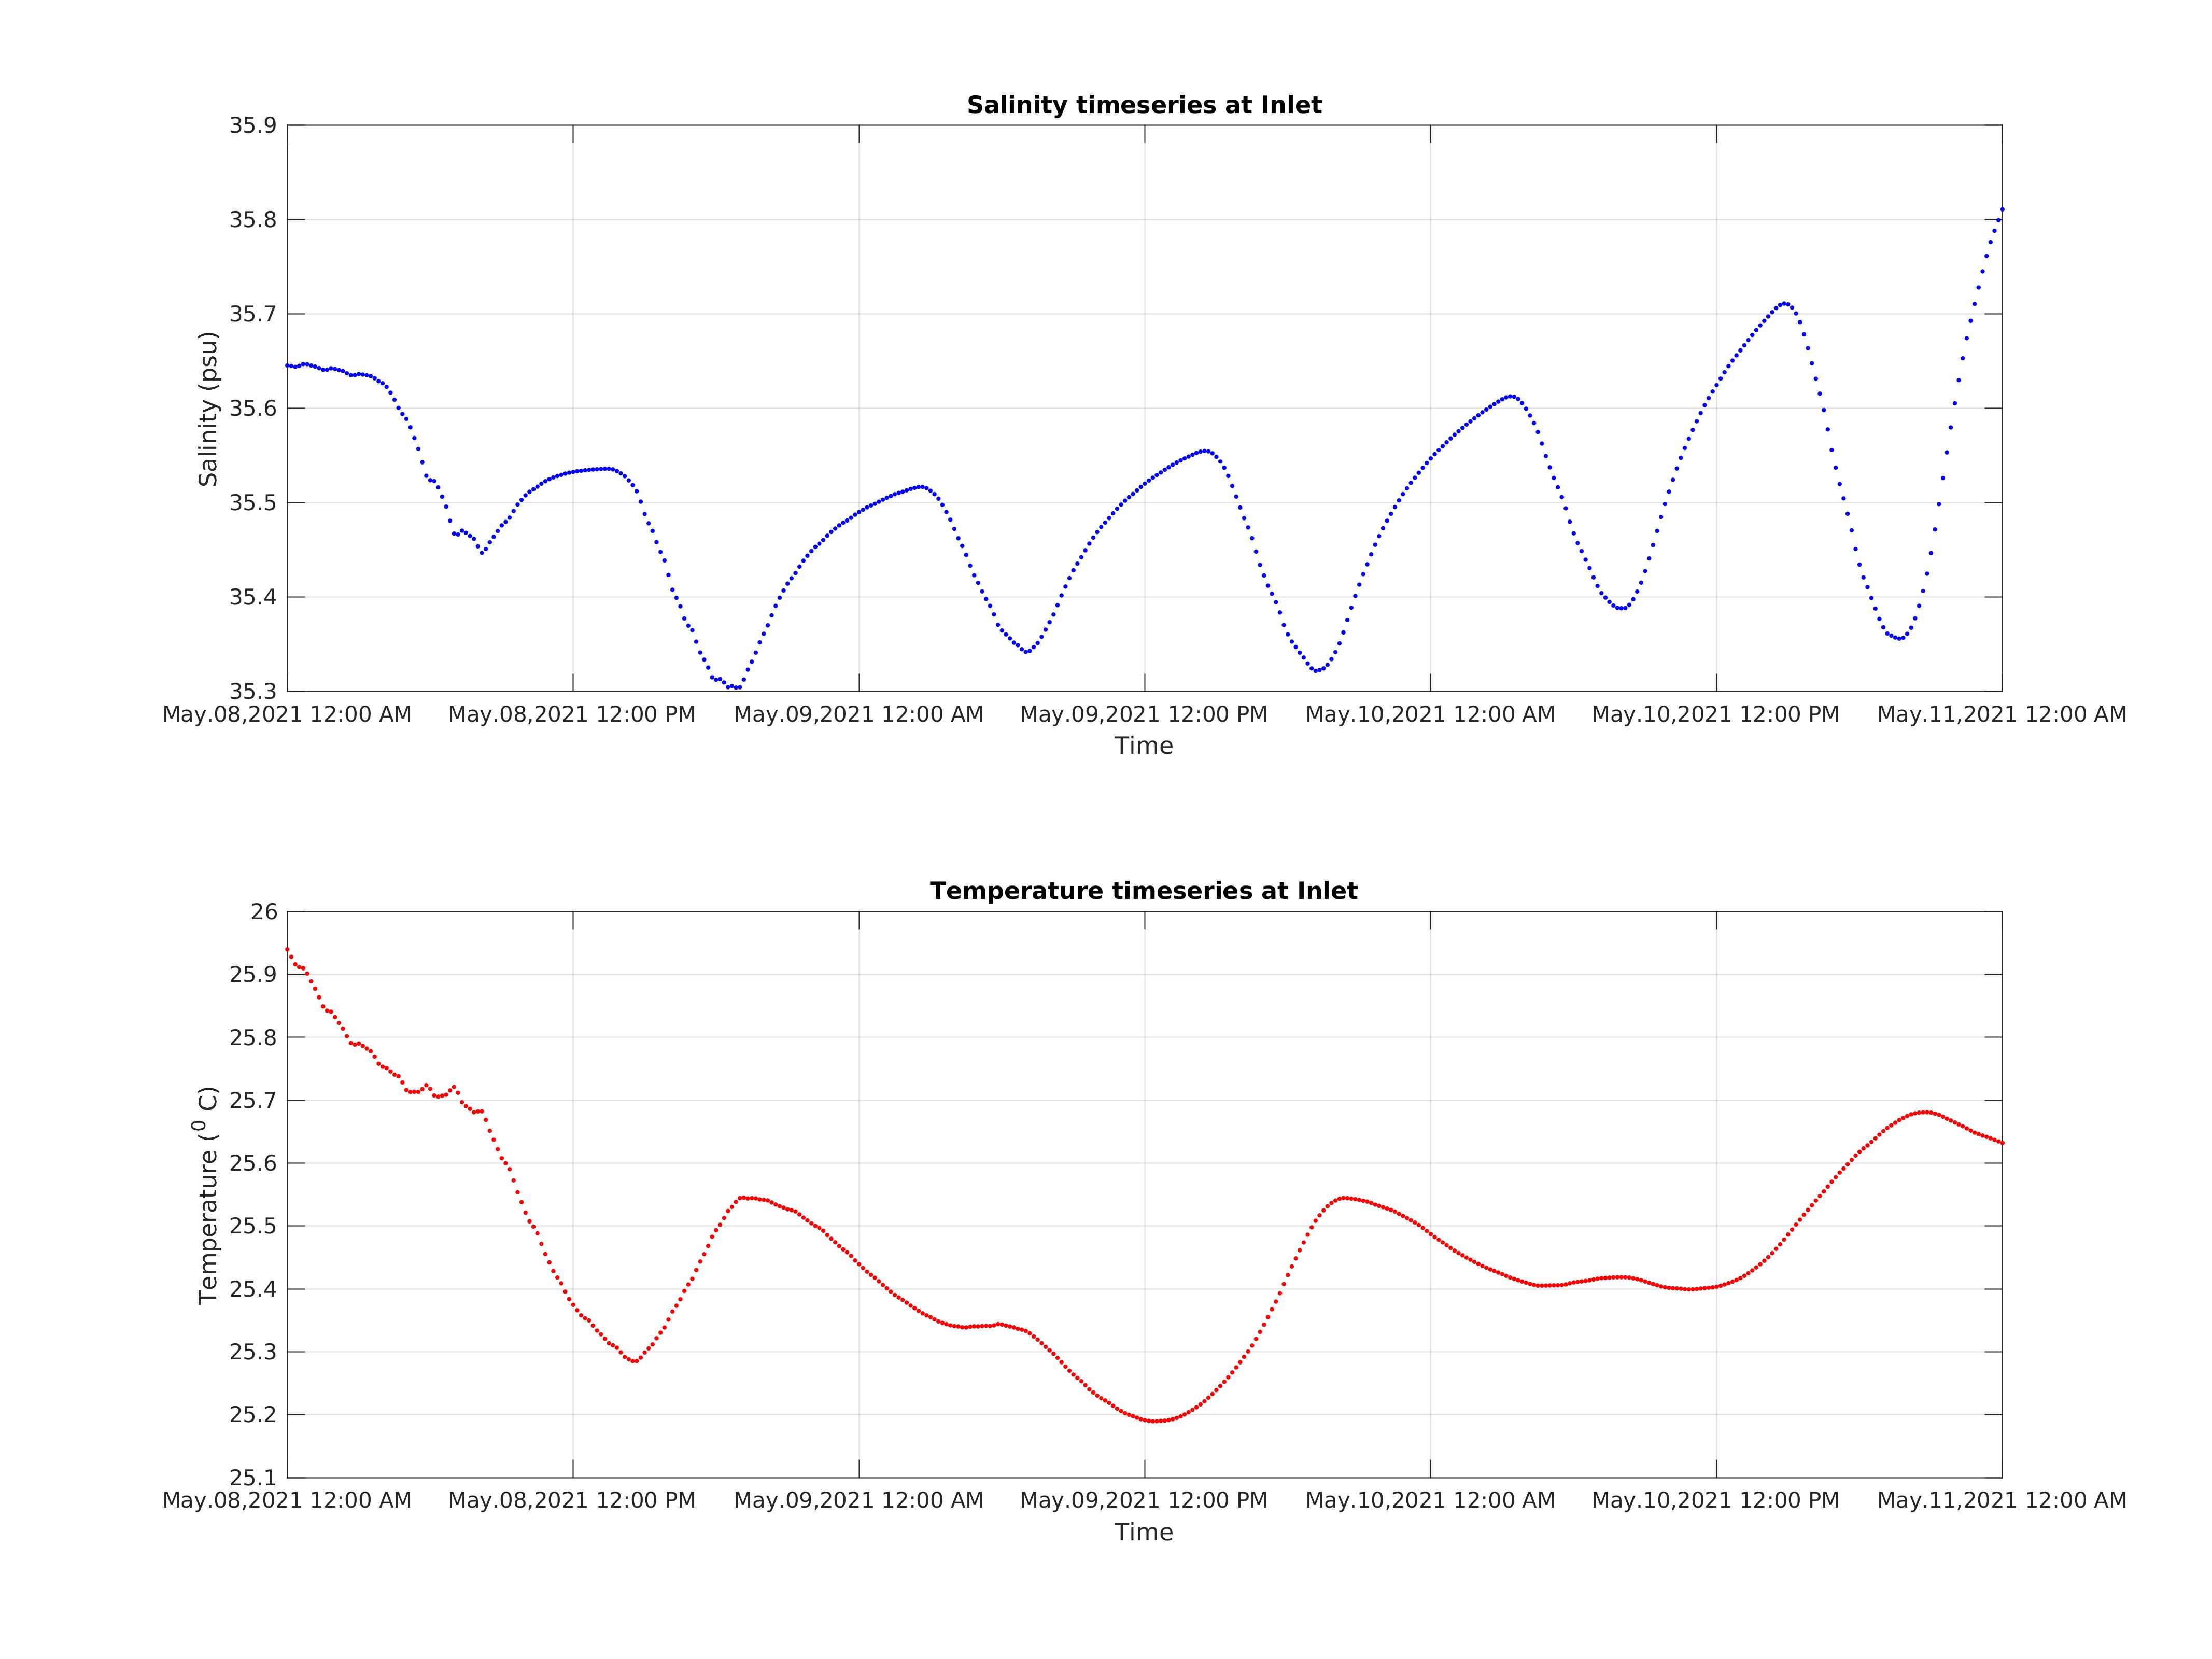 Salinity timeseries at Inlet
35.9
35.8
35.7
35.6
35.5
35.4
35.3
Salinity (psu)
May.08,2021 12:00 AM May.08,2021 12:00 PM May.09,2021 12:00 AM May.09,2021 12:00 PM May.10,2021 12:00 AM May.10,2021 12:00 PM May.11,2021 12:00 AM
Time
Temperature timeseries at Inlet
26
25.9
25.8
25.7
25.6
25.5
25.4
25.3
25.2
25.1
Temperature (⁰ C)
May.08,2021 12:00 AM May.08,2021 12:00 PM May.09,2021 12:00 AM May.09,2021 12:00 PM May.10,2021 12:00 AM May.10,2021 12:00 PM May.11,2021 12:00 AM
Time